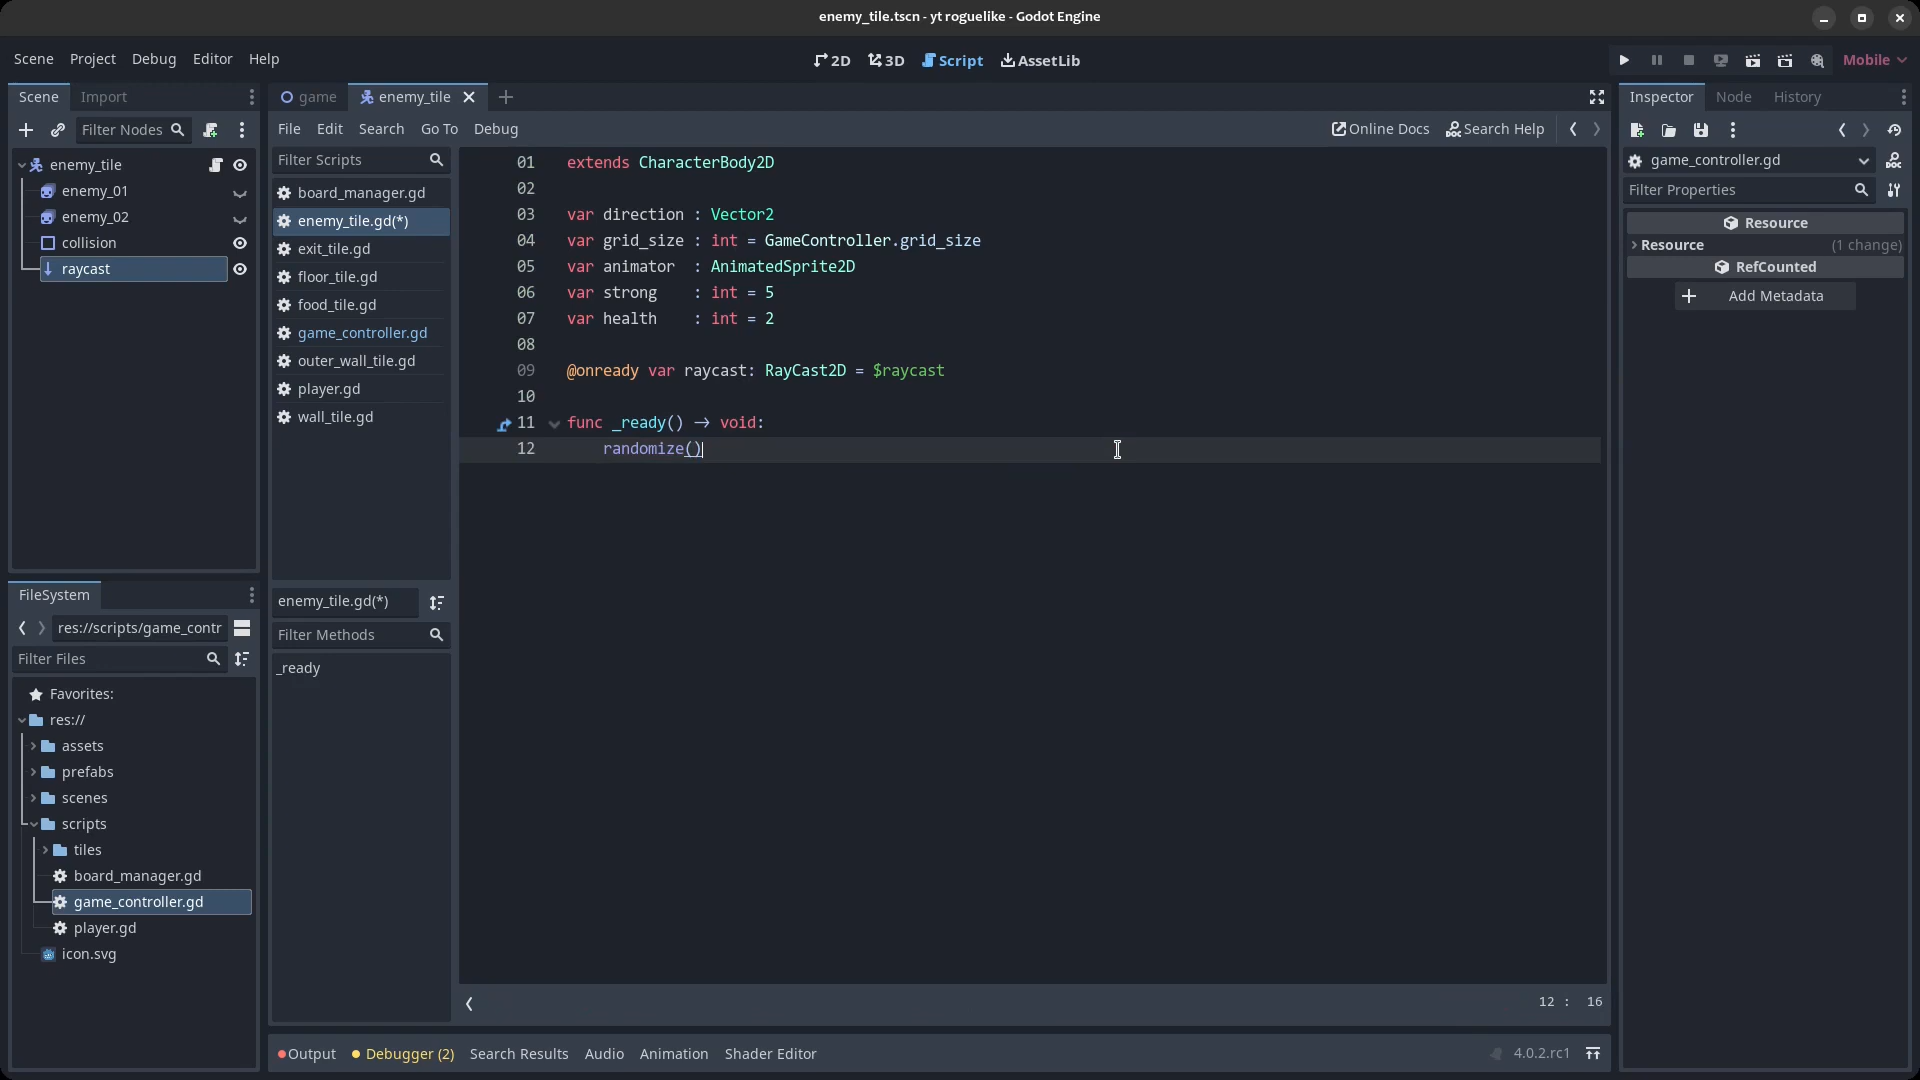 enemy_tile.tscn - yt roguelike - Godot Engine
Scene Project Debug Editor Help
2D 3D Script AssetLib
Mobile
Scene Import
Filter Nodes
enemy_tile
enemy_01
enemy_02
collision
raycast
FileSystem
res://scripts/game_contr
Filter Files
Favorites:
res://
assets
prefabs
scenes
scripts
tiles
board_manager.gd
game_controller.gd
player.gd
icon.svg
game enemy_tile
File Edit Search Go To Debug
Online Docs Search Help
Filter Scripts
board_manager.gd
enemy_tile.gd(*)
exit_tile.gd
floor_tile.gd
food_tile.gd
game_controller.gd
outer_wall_tile.gd
player.gd
wall_tile.gd
enemy_tile.gd(*)
Filter Methods
_ready
01 extends CharacterBody2D
02
03 var direction : Vector2
04 var grid_size : int = GameController.grid_size
05 var animator  : AnimatedSprite2D
06 var strong    : int = 5
07 var health    : int = 2
08
09 @onready var raycast: RayCast2D = $raycast
10
11 func _ready() -> void:
12     randomize()
12 : 16
Output Debugger (2) Search Results Audio Animation Shader Editor
4.0.2.rc1
Inspector Node History
game_controller.gd
Filter Properties
Resource
Resource (1 change)
RefCounted
Add Metadata